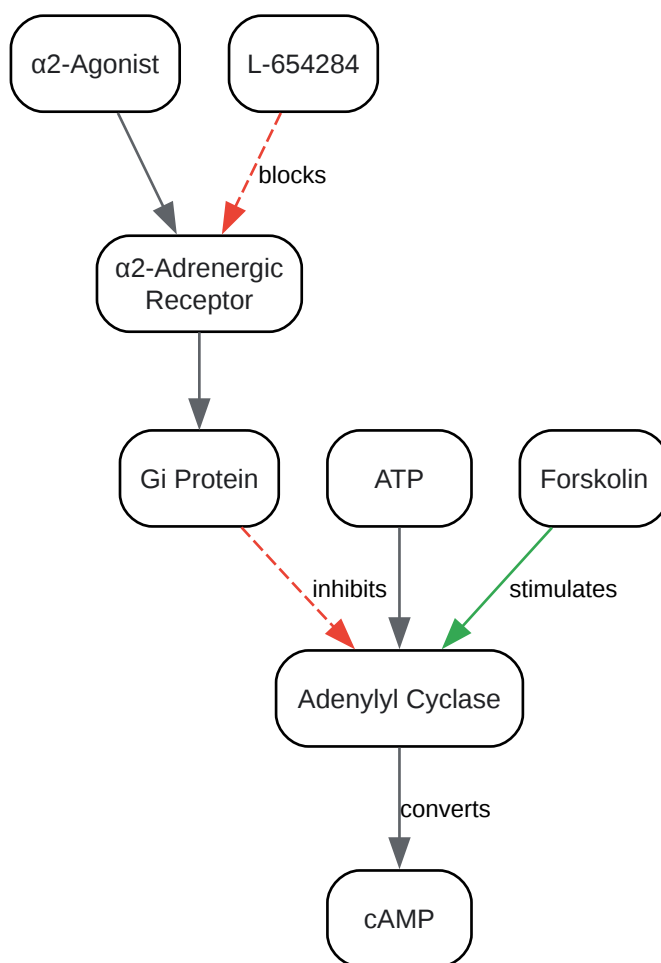 α2-Agonist
L-654284
blocks
α2-Adrenergic
Receptor
Gi Protein
ATP
Forskolin
inhibits
stimulates
Adenylyl Cyclase
converts
cAMP